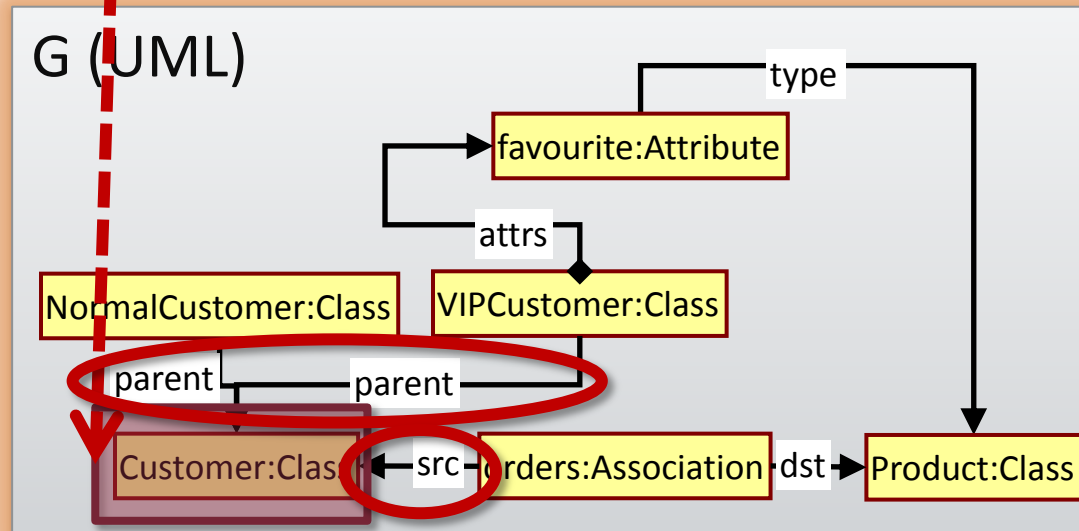 G (UML)
type
favourite:Attribute
attrs
NormalCustomer:Class
VIPCustomer:Class
parent
parent
Customer:Class
src
orders:Association
dst
Product:Class